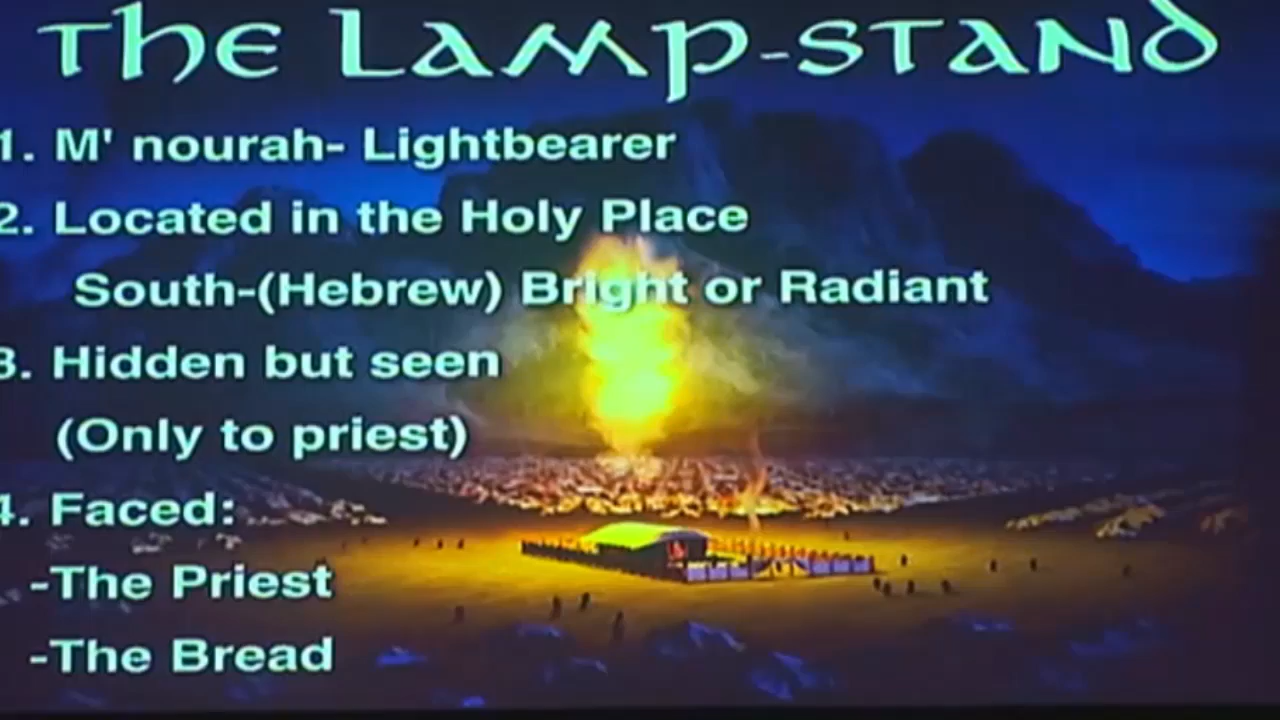 The Lamp-Stand
1. M' nourah- Lightbearer
2. Located in the Holy Place
South-(Hebrew) Bright or Radiant
3. Hidden but seen
(Only to priest)
4. Faced:
-The Priest
-The Bread